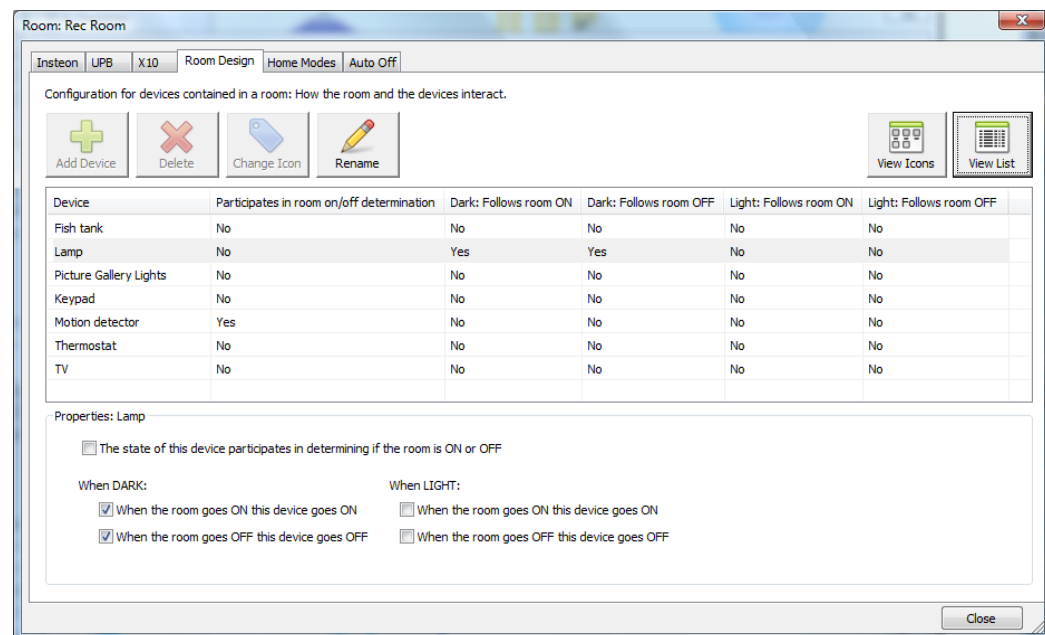 Room: Rec Room
Insteon UPB X10 Room Design Home Modes Auto Off
Configuration for devices contained in a room: How the room and the devices interact.
Add Device Delete Change Icon Rename View Icons View List
Device Participates in room on/off determination Dark: Follows room ON Dark: Follows room OFF Light: Follows room ON Light: Follows room OFF
Fish tank No No No No No
Lamp No Yes Yes No No
Picture Gallery Lights No No No No No
Keypad No No No No No
Motion detector Yes No No No No
Thermostat No No No No No
TV No No No No No
Properties: Lamp
The state of this device participates in determining if the room is ON or OFF
When DARK: When LIGHT:
When the room goes ON this device goes ON When the room goes ON this device goes ON
When the room goes OFF this device goes OFF When the room goes OFF this device goes OFF
Close